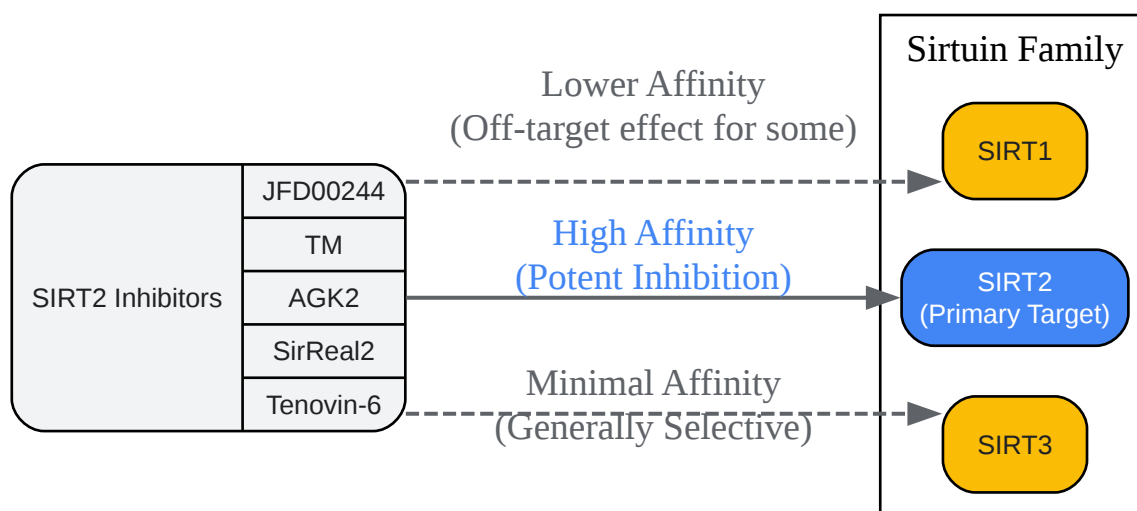 Sirtuin Family
Lower Affinity
(Off-target effect for some)
SIRT1
JFD00244
TM
High Affinity
(Potent Inhibition)
SIRT2
(Primary Target)
SIRT2 Inhibitors
AGK2
SirReal2
Tenovin-6
Minimal Affinity
(Generally Selective)
SIRT3